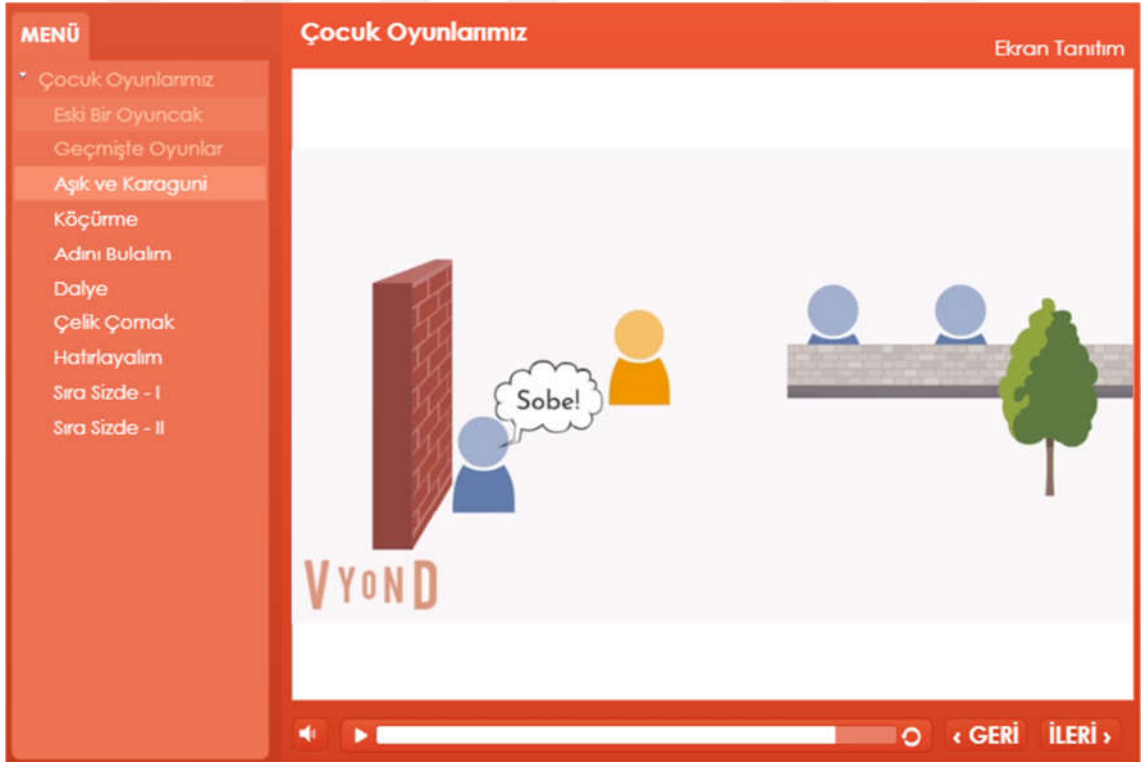 MENÜ
Çocuk Oyunlarımız
Ekran Tanıtım
Çocuk Oyunlarımız
Eski Bir Oyuncak
Geçmişte Oyunlar
Aşık ve Karaguni
Köçürme
Adını Bulalım
Dalye
Çelik Çomak
Hatırlayalım
Sıra Sizde - I
Sıra Sizde - II
Sobe!
VYOND
‹ GERİ
İLERİ ›